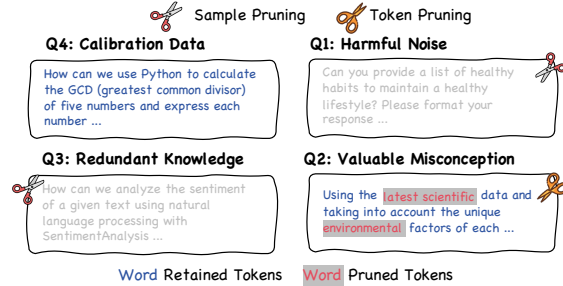 Sample Pruning Token Pruning
Q4: Calibration Data
How can we use Python to calculate
the GCD (greatest common divisor)
of five numbers and express each
number ...
Q1: Harmful Noise
Can you provide a list of healthy
habits to maintain a healthy
lifestyle? Please format your
response ...
Q3: Redundant Knowledge
How can we analyze the sentiment
of a given text using natural
language processing with
SentimentAnalysis ...
Q2: Valuable Misconception
Using the latest scientific data and
taking into account the unique
environmental factors of each ...
Word Retained Tokens Word Pruned Tokens